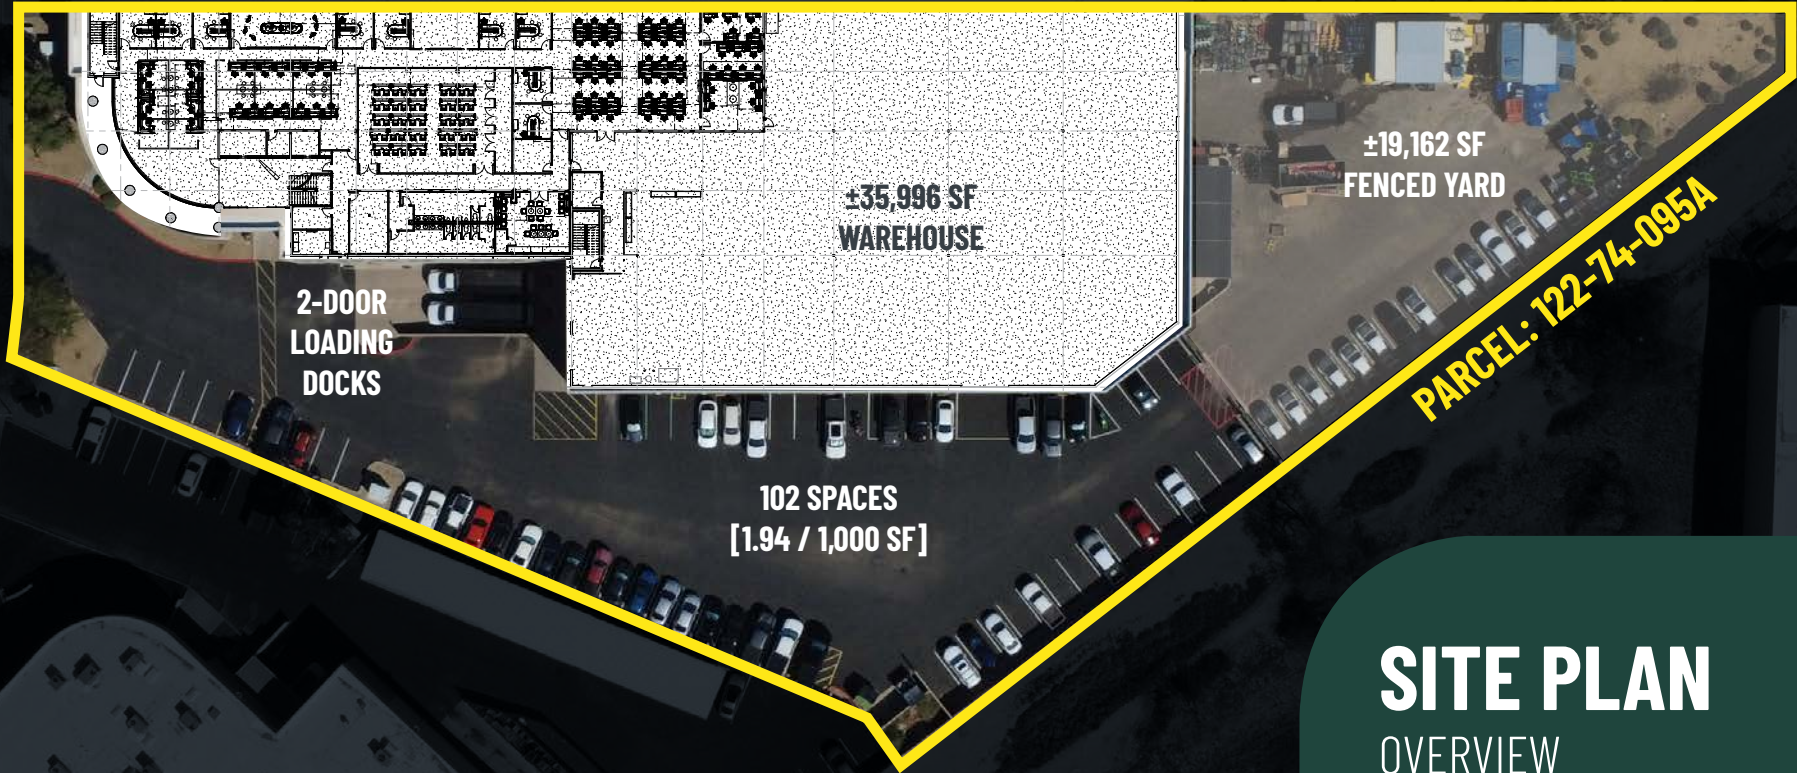 ±19,162 SF
FENCED YARD
±35,996 SF
WAREHOUSE
PARCEL: 122-74-095A
2-DOOR
LOADING
DOCKS
102 SPACES
[1.94 / 1,000 SF]
SITE PLAN
OVERVIEW